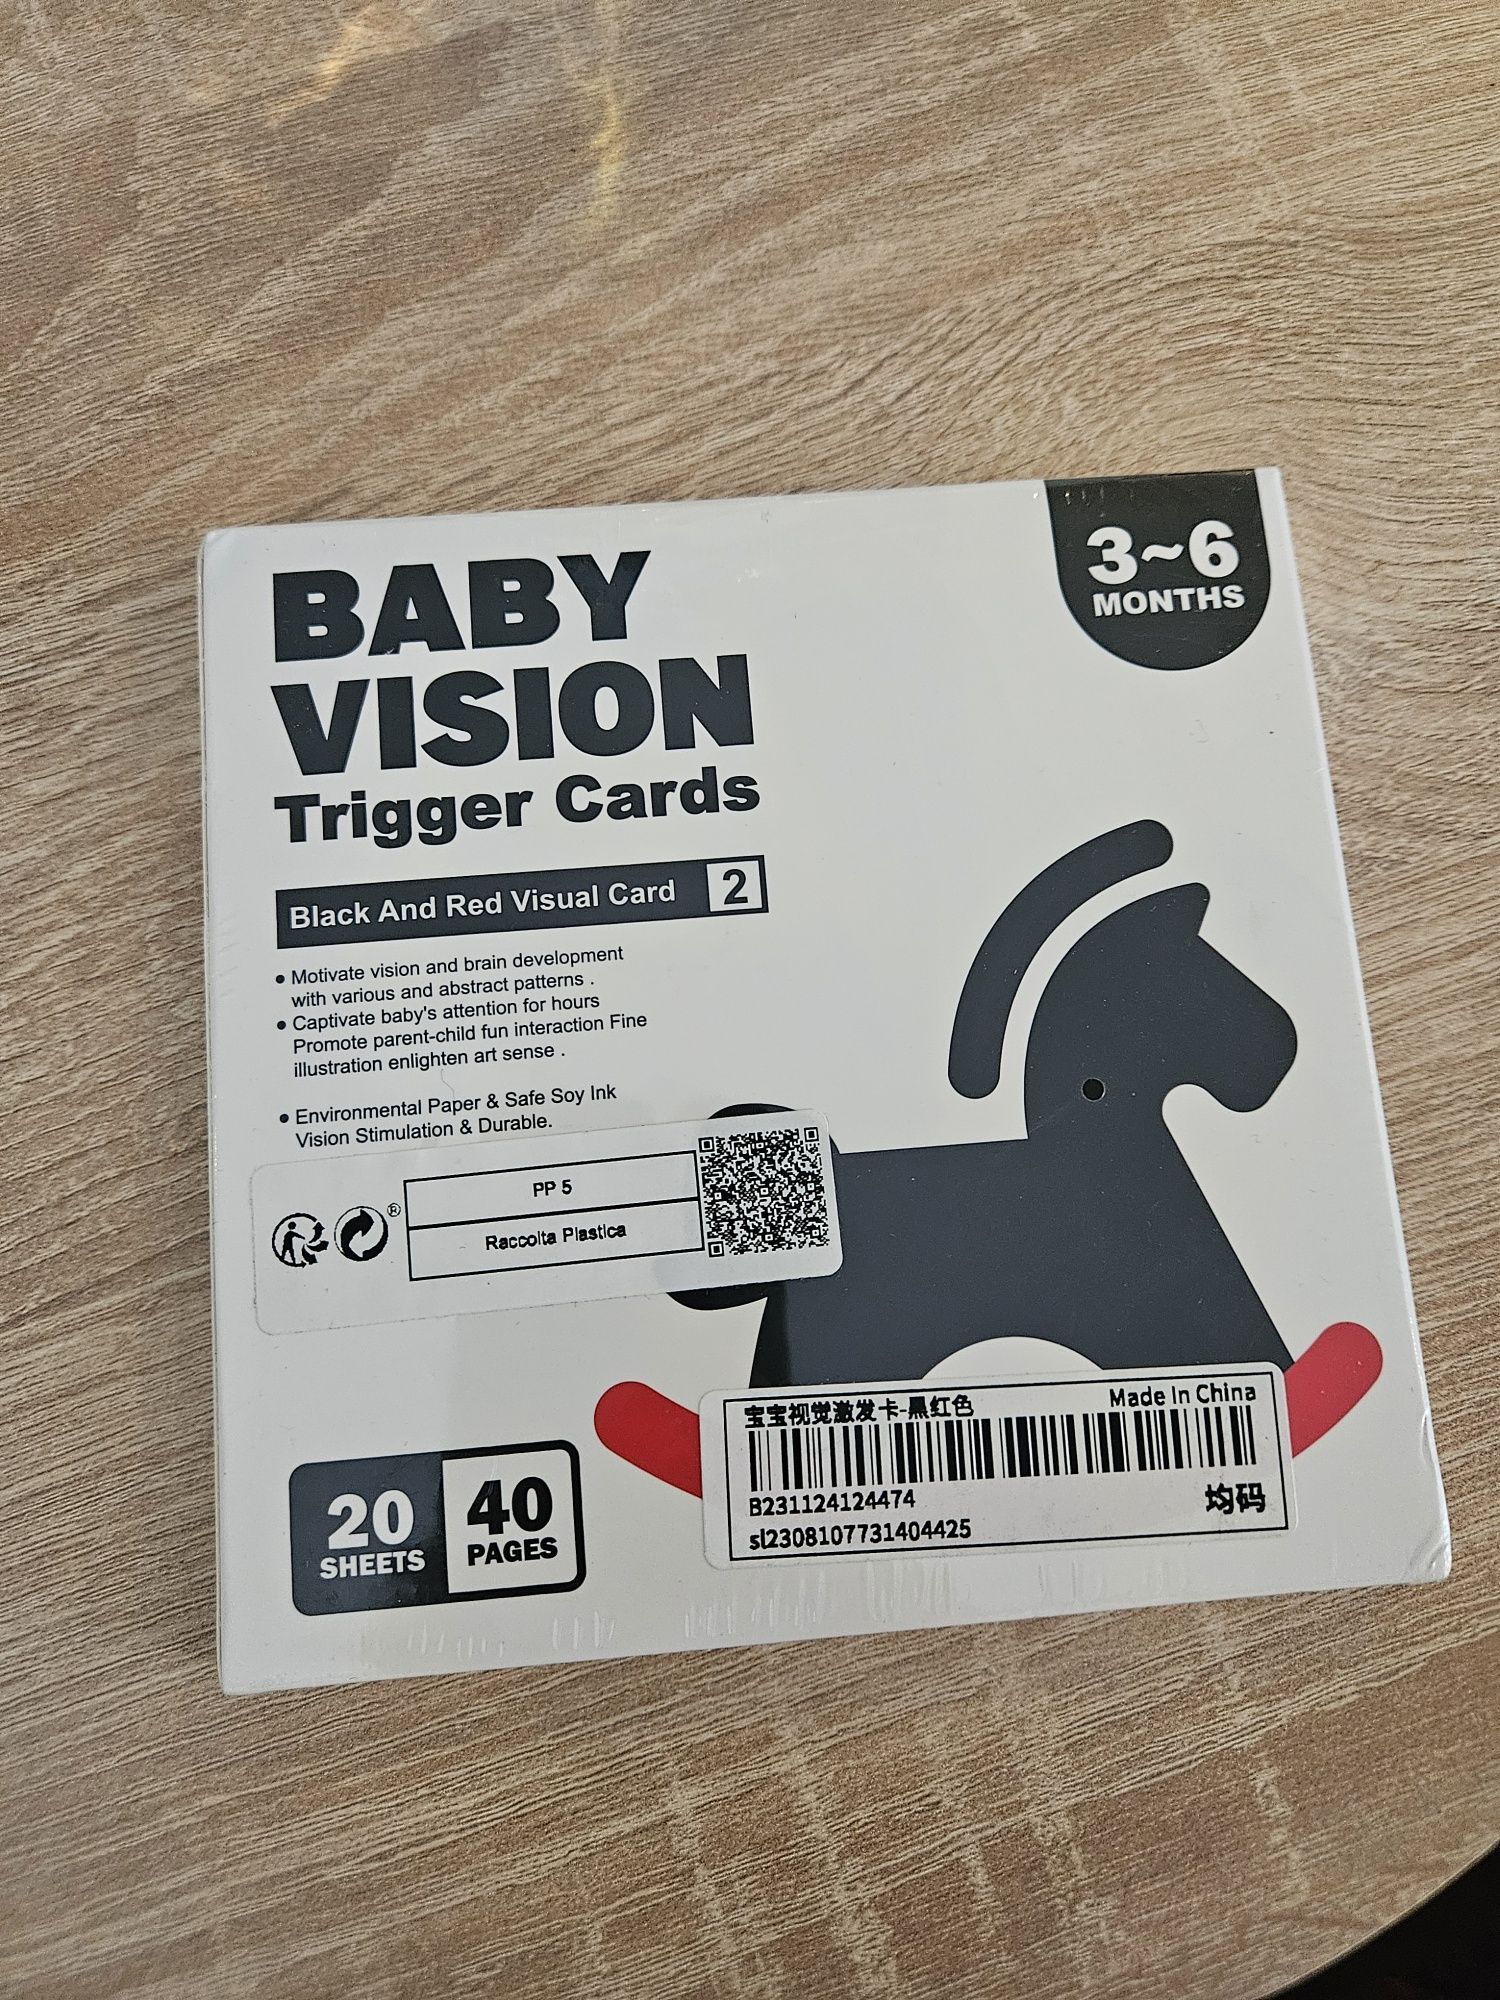 3~6
MONTHS
BABY
VISION
Trigger Cards
Black And Red Visual Card 2
• Motivate vision and brain development
with various and abstract patterns .
• Captivate baby's attention for hours
Promote parent-child fun interaction Fine
illustration enlighten art sense .
• Environmental Paper & Safe Soy Ink
Vision Stimulation & Durable.
®
PP 5
Raccolta Plastica
宝宝视觉激发卡-黑红色 Made In China
B231124124474
均码
sl2308107731404425
20
SHEETS
40
PAGES